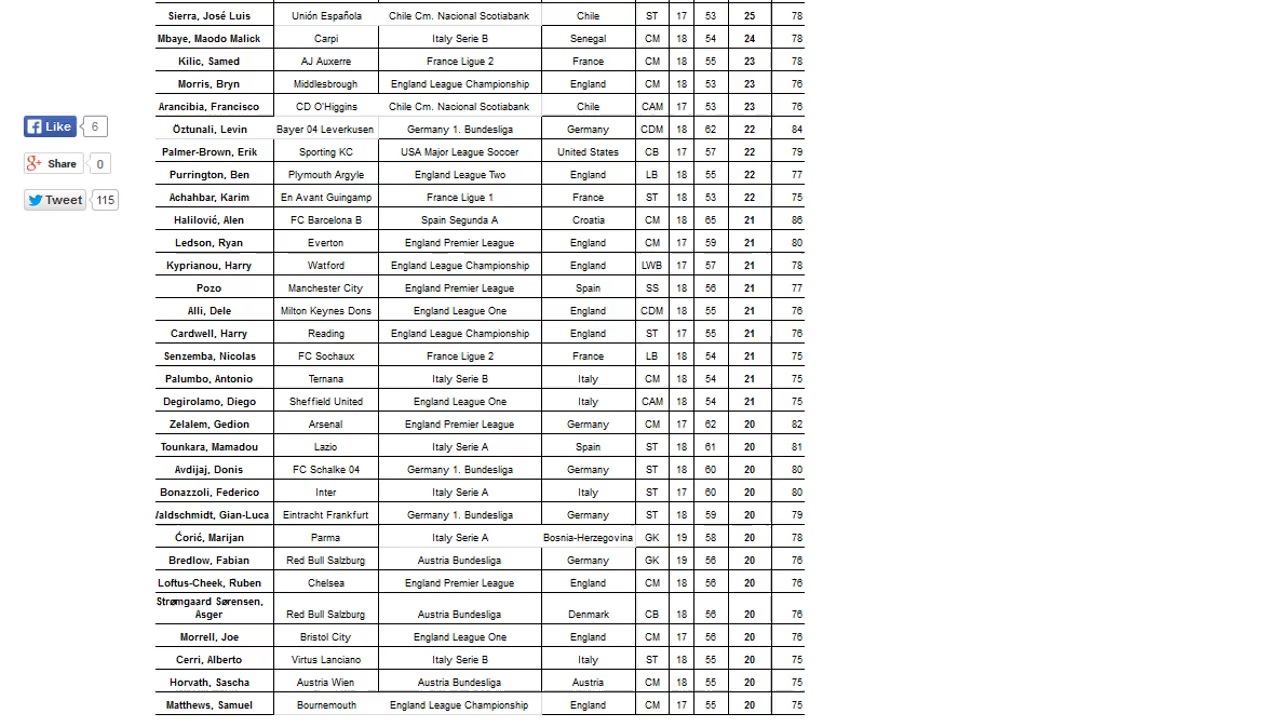 Sierra, José Luis Unión Española Chile Cm. Nacional Scotiabank Chile ST 17 53 25 78
Mbaye, Maodo Malick Carpi Italy Serie B Senegal CM 18 54 24 78
Kilic, Samed AJ Auxerre France Ligue 2 France CM 18 55 23 78
Morris, Bryn Middlesbrough England League Championship England CM 18 53 23 76
Arancibia, Francisco CD O'Higgins Chile Cm. Nacional Scotiabank Chile CAM 17 53 23 76
Like 6
Öztunali, Levin Bayer 04 Leverkusen Germany 1. Bundesliga Germany CDM 18 62 22 84
Palmer-Brown, Erik Sporting KC USA Major League Soccer United States CB 17 57 22 79
g+ Share 0
Purrington, Ben Plymouth Argyle England League Two England LB 18 55 22 77
Achahbar, Karim En Avant Guingamp France Ligue 1 France ST 18 53 22 75
Tweet 115
Halilović, Alen FC Barcelona B Spain Segunda A Croatia CM 18 65 21 86
Ledson, Ryan Everton England Premier League England CM 17 59 21 80
Kyprianou, Harry Watford England League Championship England LWB 17 57 21 78
Pozo Manchester City England Premier League Spain SS 18 56 21 77
Alli, Dele Milton Keynes Dons England League One England CDM 18 55 21 76
Cardwell, Harry Reading England League Championship England ST 17 55 21 76
Senzemba, Nicolas FC Sochaux France Ligue 2 France LB 18 54 21 75
Palumbo, Antonio Ternana Italy Serie B Italy CM 18 54 21 75
Degirolamo, Diego Sheffield United England League One Italy CAM 18 54 21 75
Zelalem, Gedion Arsenal England Premier League Germany CM 17 62 20 82
Tounkara, Mamadou Lazio Italy Serie A Spain ST 18 61 20 81
Avdijaj, Donis FC Schalke 04 Germany 1. Bundesliga Germany ST 18 60 20 80
Bonazzoli, Federico Inter Italy Serie A Italy ST 17 60 20 80
Valdschmidt, Gian-Luca Eintracht Frankfurt Germany 1. Bundesliga Germany ST 18 59 20 79
Ćorić, Marijan Parma Italy Serie A Bosnia-Herzegovina GK 19 58 20 78
Bredlow, Fabian Red Bull Salzburg Austria Bundesliga Germany GK 19 56 20 76
Loftus-Cheek, Ruben Chelsea England Premier League England CM 18 56 20 76
Strømgaard Sørensen,
Asger Red Bull Salzburg Austria Bundesliga Denmark CB 18 56 20 76
Morrell, Joe Bristol City England League One England CM 17 56 20 76
Cerri, Alberto Virtus Lanciano Italy Serie B Italy ST 18 55 20 75
Horvath, Sascha Austria Wien Austria Bundesliga Austria CM 18 55 20 75
Matthews, Samuel Bournemouth England League Championship England CM 17 55 20 75